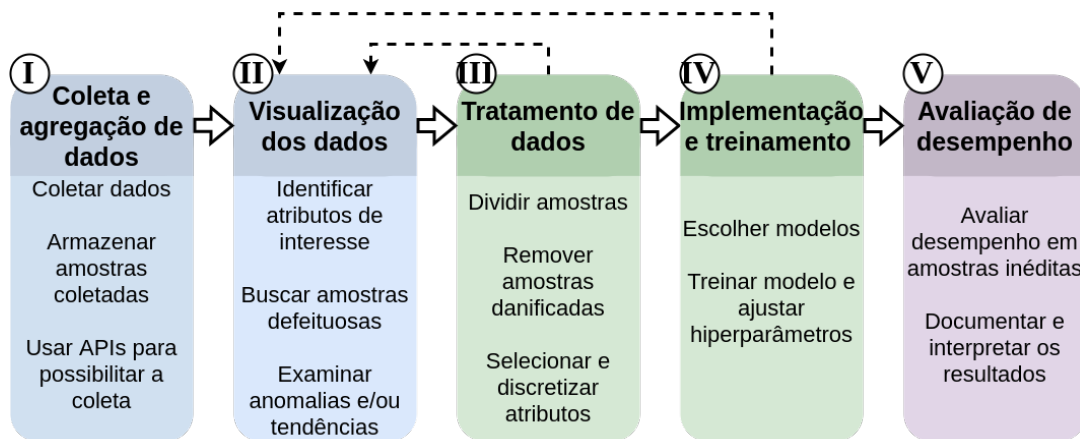 I
Coleta e
agregação de
dados
Coletar dados
Armazenar
amostras
coletadas
Usar APIs para
possibilitar a
coleta
II
Visualização
dos dados
Identificar
atributos de
interesse
Buscar amostras
defeituosas
Examinar
anomalias e/ou
tendências
III
Tratamento de
dados
Dividir amostras
Remover
amostras
danificadas
Selecionar e
discretizar
atributos
IV
Implementação
e treinamento
Escolher modelos
Treinar modelo e
ajustar
hiperparâmetros
V
Avaliação de
desempenho
Avaliar
desempenho em
amostras inéditas
Documentar e
interpretar os
resultados